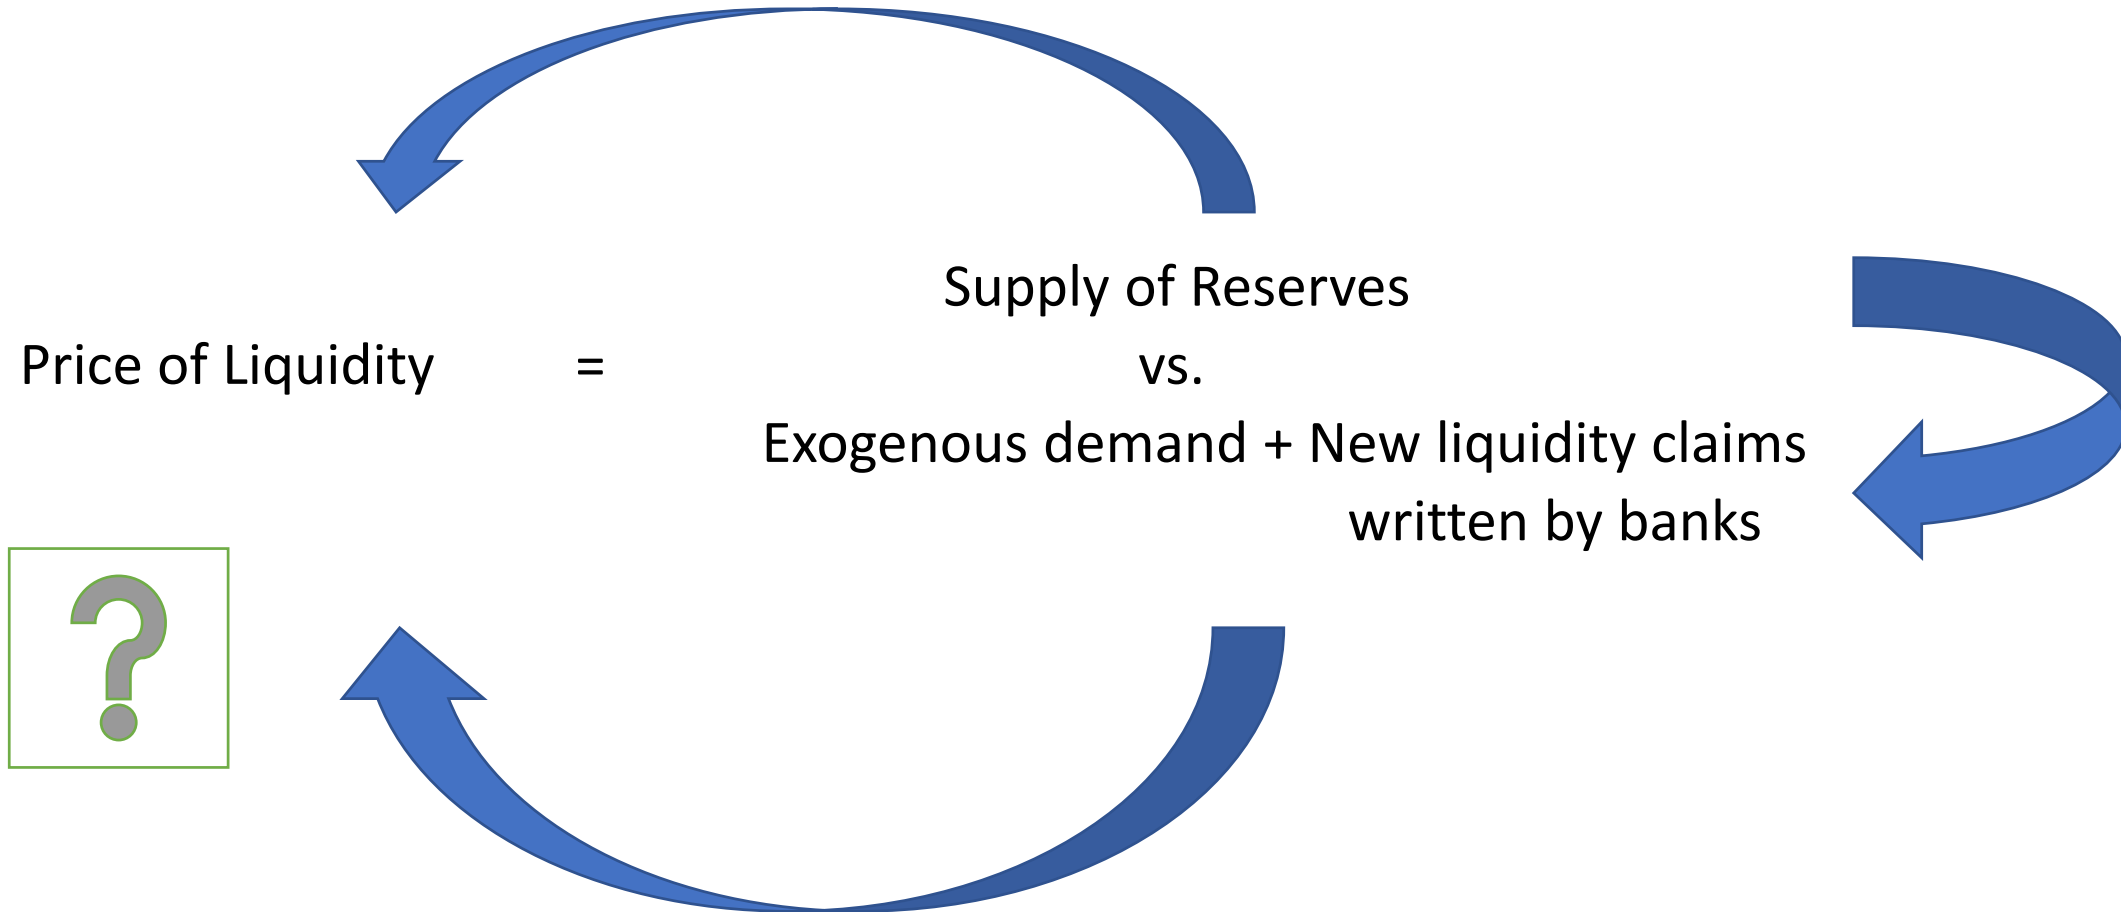 Supply of Reserves
Price of Liquidity = vs.
Exogenous demand + New liquidity claims
written by banks
?